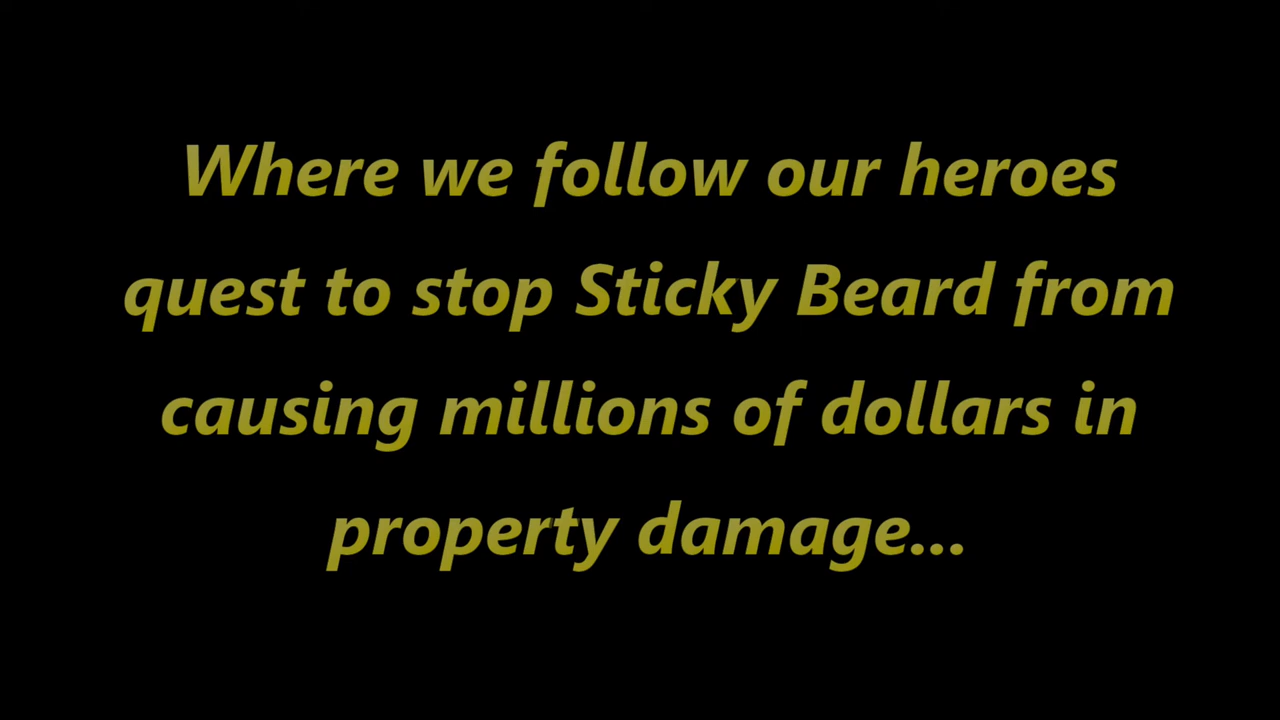 Where we follow our heroes
quest to stop Sticky Beard from
causing millions of dollars in
property damage...